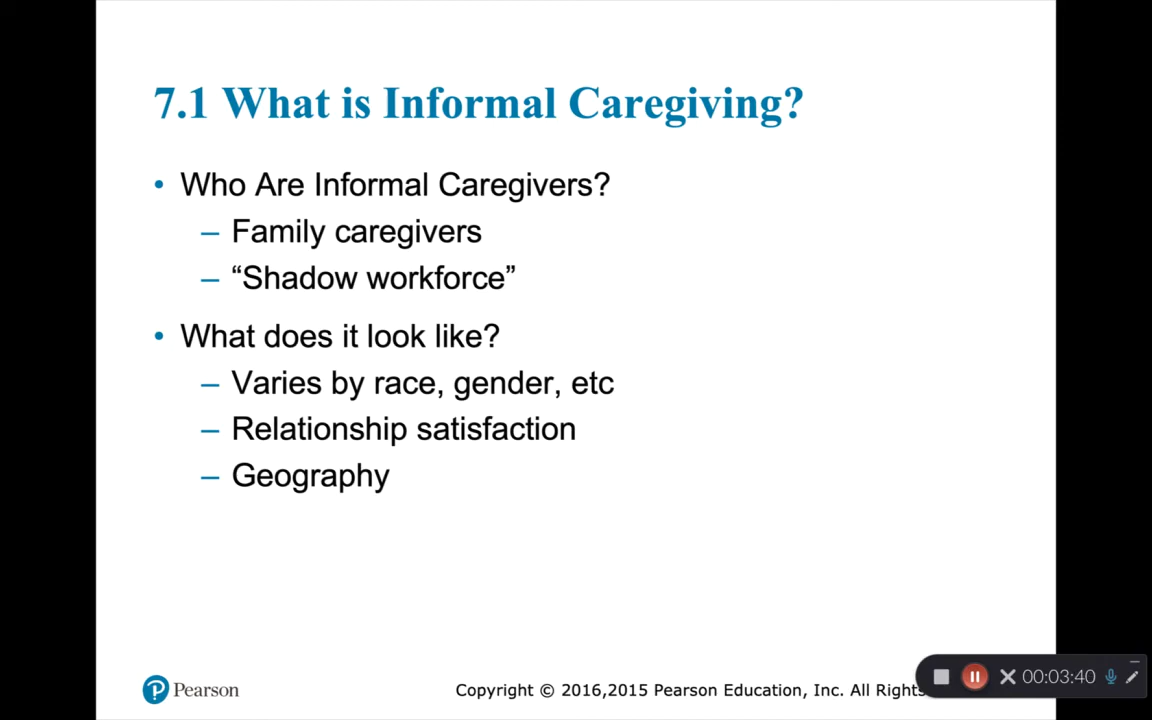 7.1 What is Informal Caregiving?
• Who Are Informal Caregivers?
– Family caregivers
– “Shadow workforce”
• What does it look like?
– Varies by race, gender, etc
– Relationship satisfaction
– Geography
Pearson
Copyright © 2016,2015 Pearson Education, Inc. All Rights
00:03:40